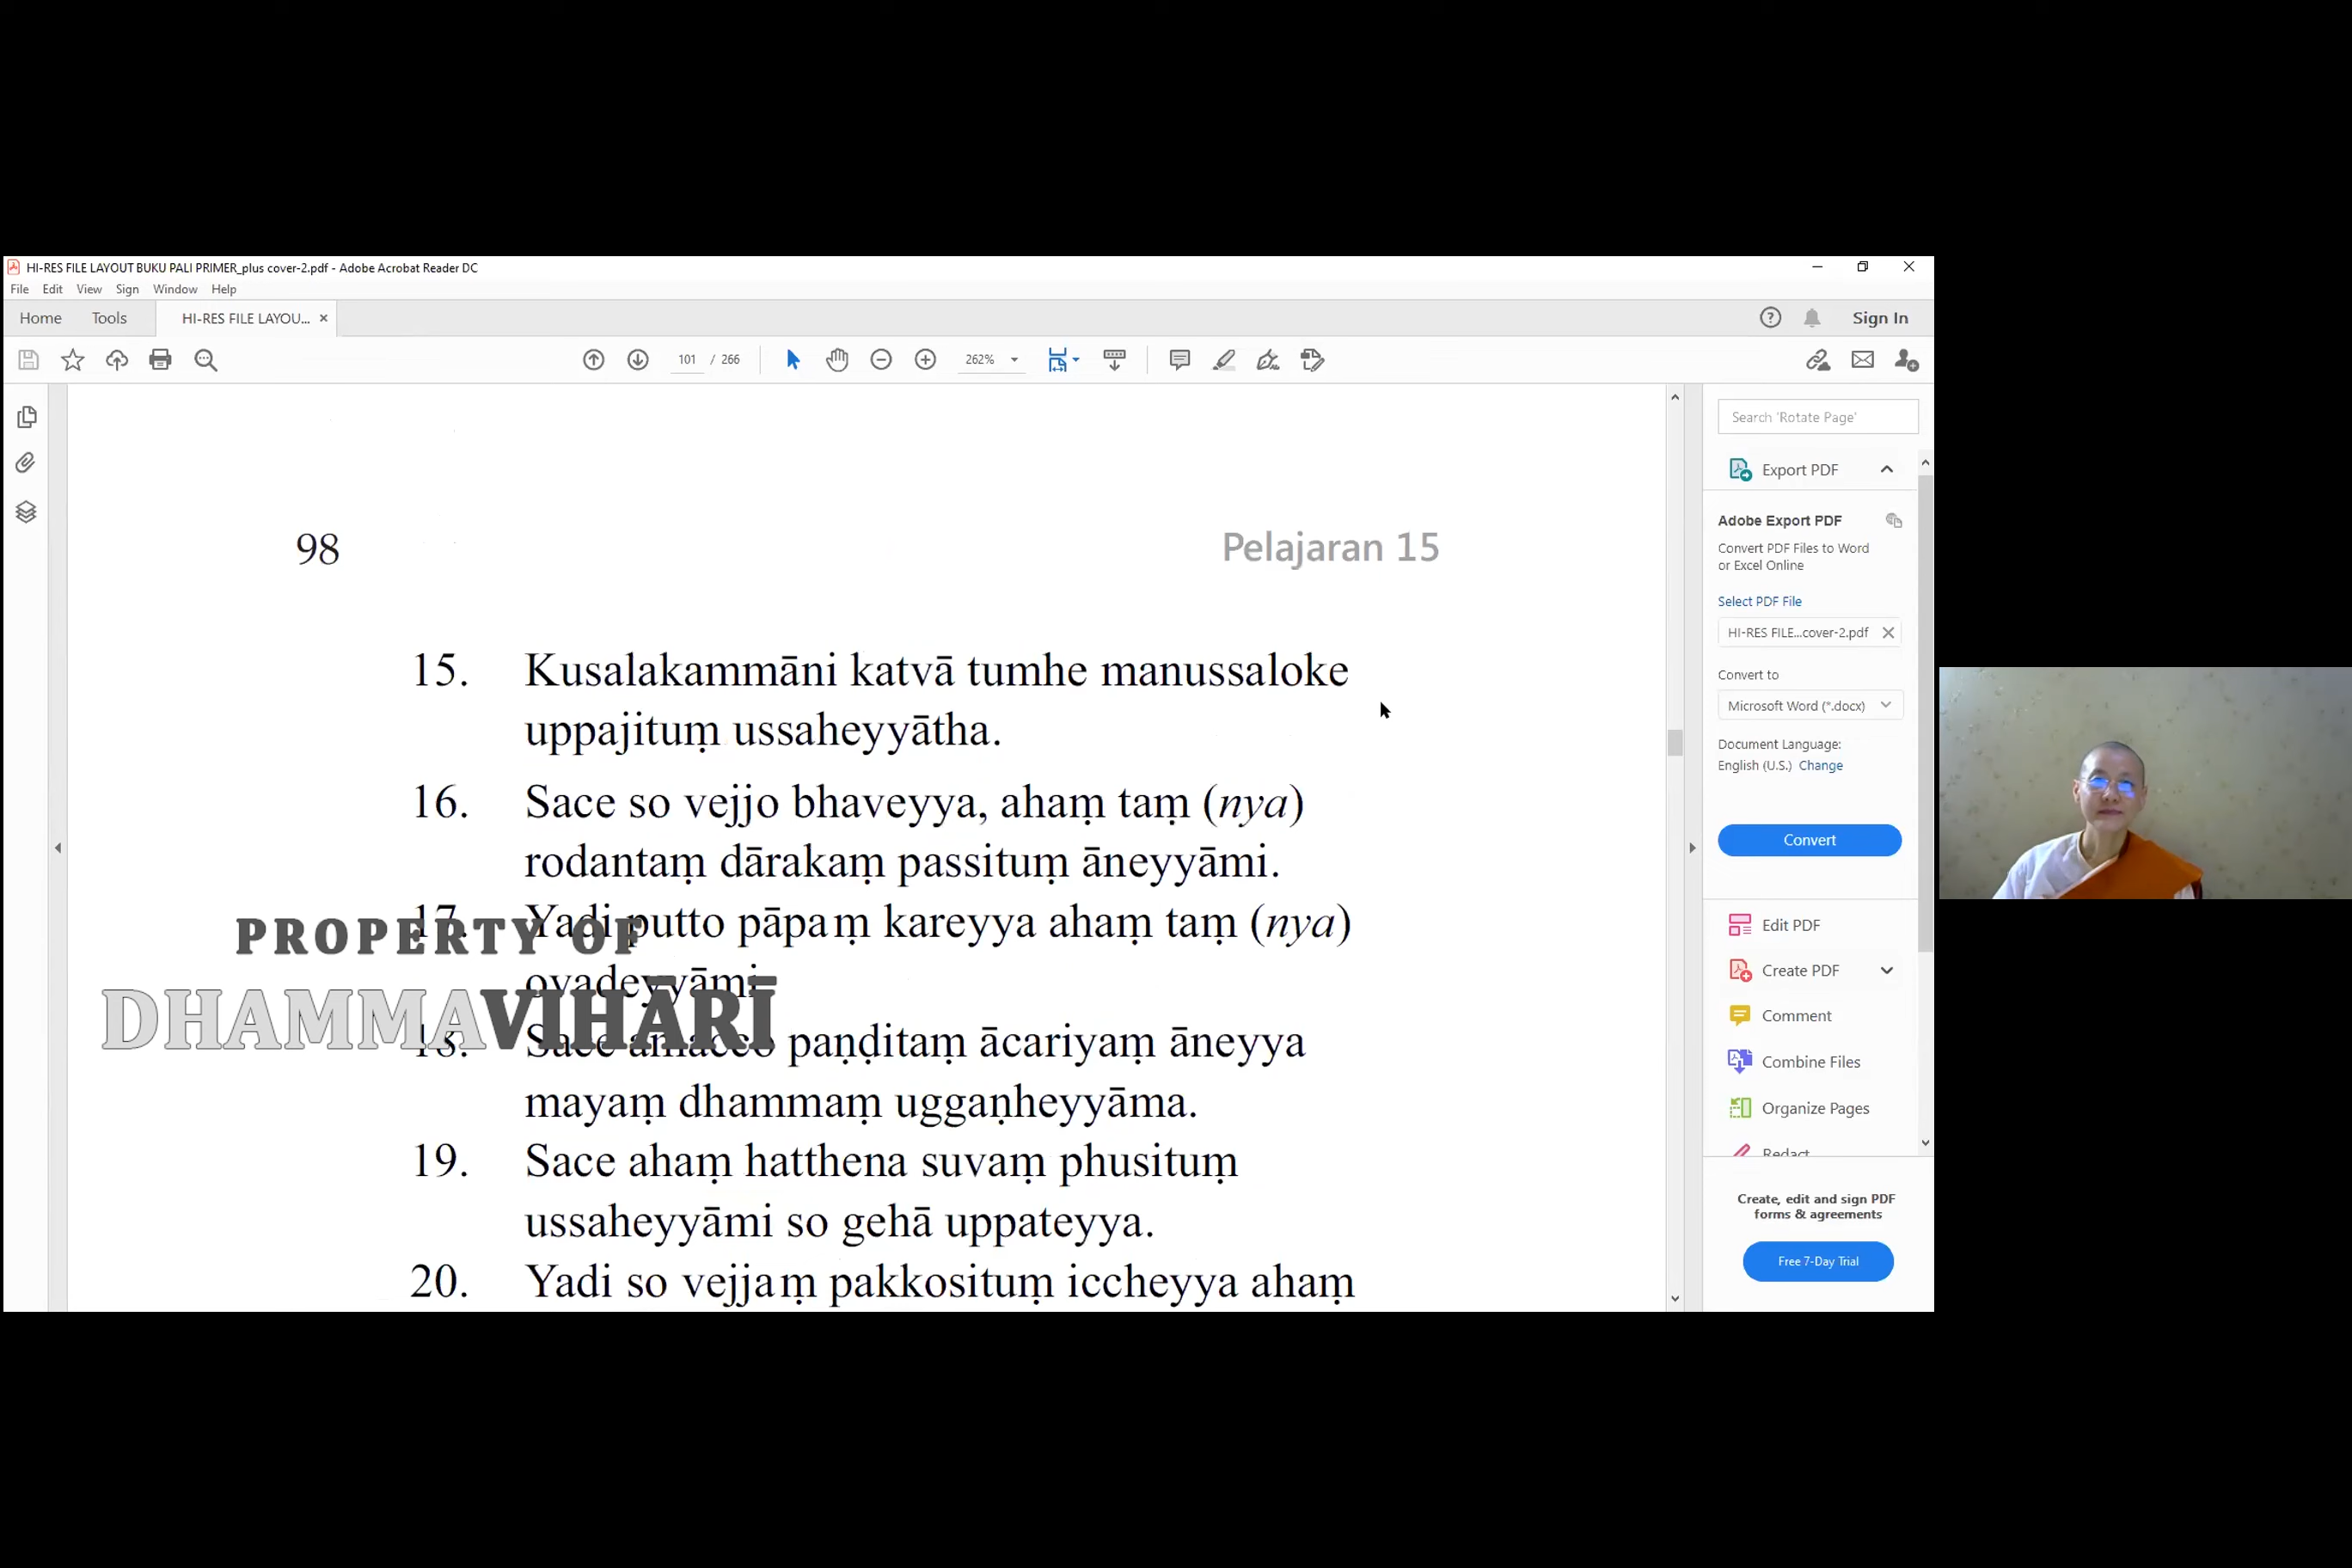 HI-RES FILE LAYOUT BUKU PALI PRIMER_plus cover-2.pdf - Adobe Acrobat Reader DC
File Edit View Sign Window Help
Home Tools HI-RES FILE LAYOU... × Sign In
101 / 266 262%
98 Pelajaran 15
15. Kusalakammāni katvā tumhe manussaloke
uppajituṃ ussaheyyātha.
16. Sace so vejjo bhaveyya, ahaṃ taṃ (nya)
rodantaṃ dārakaṃ passituṃ āneyyāmi.
17. Yadi putto pāpaṃ kareyya ahaṃ taṃ (nya)
ovadeyyāmi
18. Sace amacco paṇḍitaṃ ācariyaṃ āneyya
mayaṃ dhammaṃ uggaṇheyyāma.
19. Sace ahaṃ hatthena suvaṃ phusituṃ
ussaheyyāmi so gehā uppateyya.
20. Yadi so vejjaṃ pakkosituṃ iccheyya ahaṃ
PROPERTY OF
DHAMMAVIHĀRĪ
Search 'Rotate Page'
Export PDF
Adobe Export PDF
Convert PDF Files to Word
or Excel Online
Select PDF File
HI-RES FILE...cover-2.pdf
Convert to
Microsoft Word (*.docx)
Document Language:
English (U.S.) Change
Convert
Edit PDF
Create PDF
Comment
Combine Files
Organize Pages
Redact
Create, edit and sign PDF
forms & agreements
Free 7-Day Trial